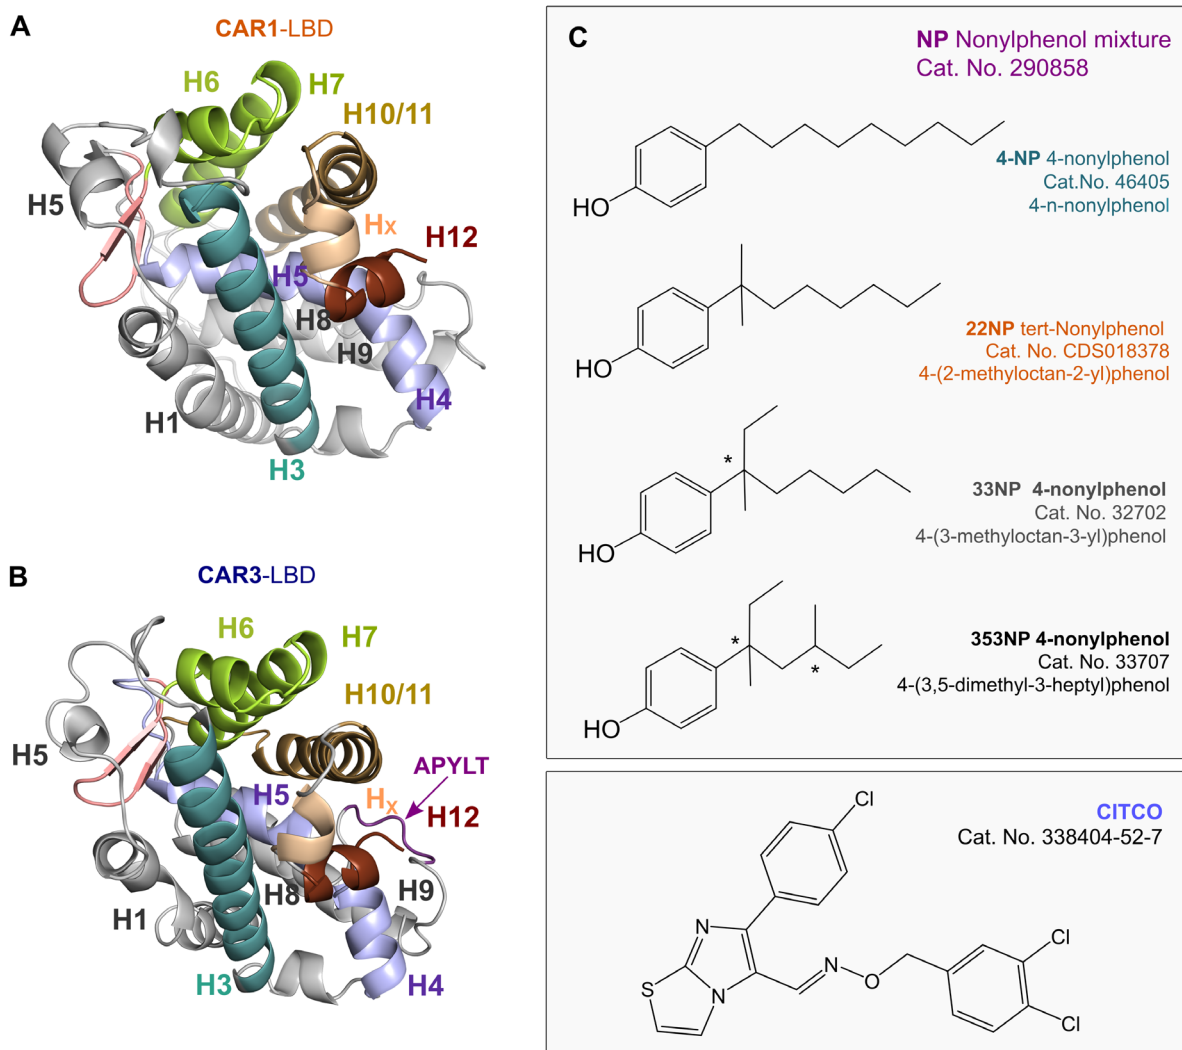 A
CAR1-LBD
H6
H7
H10/11
H5
Hx
H12
H5
H8
H9
H4
H1
H3
B
CAR3-LBD
H6
H7
H10/11
H5
APYLT
H5
Hx
H12
H8
H9
H1
H3
H4
C
NP Nonylphenol mixture
Cat. No. 290858
HO
4-NP 4-nonylphenol
Cat.No. 46405
4-n-nonylphenol
HO
22NP tert-Nonylphenol
Cat. No. CDS018378
4-(2-methyloctan-2-yl)phenol
*
HO
33NP 4-nonylphenol
Cat. No. 32702
4-(3-methyloctan-3-yl)phenol
*
*
HO
353NP 4-nonylphenol
Cat. No. 33707
4-(3,5-dimethyl-3-heptyl)phenol
CITCO
Cat. No. 338404-52-7
Cl
N
N
S
N
O
Cl
Cl